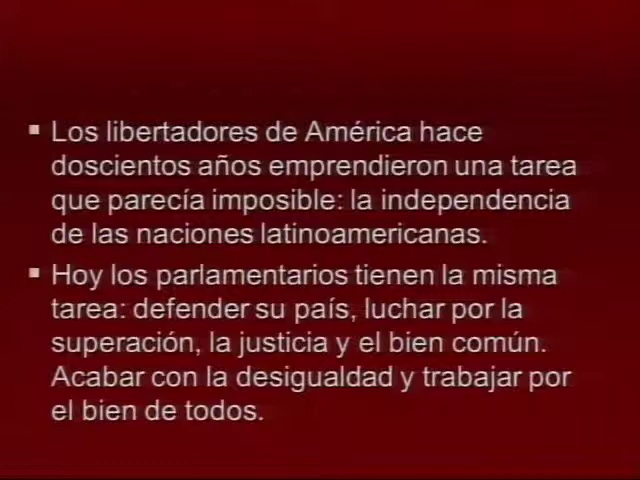 ▪ Los libertadores de América hace
doscientos años emprendieron una tarea
que parecía imposible: la independencia
de las naciones latinoamericanas.
▪ Hoy los parlamentarios tienen la misma
tarea: defender su país, luchar por la
superación, la justicia y el bien común.
Acabar con la desigualdad y trabajar por
el bien de todos.